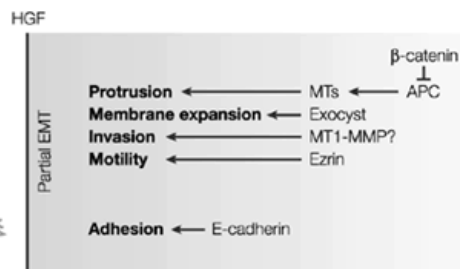 HGF
β-catenin
Protrusion MTs APC
Membrane expansion Exocyst
Invasion MT1-MMP?
Motility Ezrin
Partial EMT
Adhesion E-cadherin